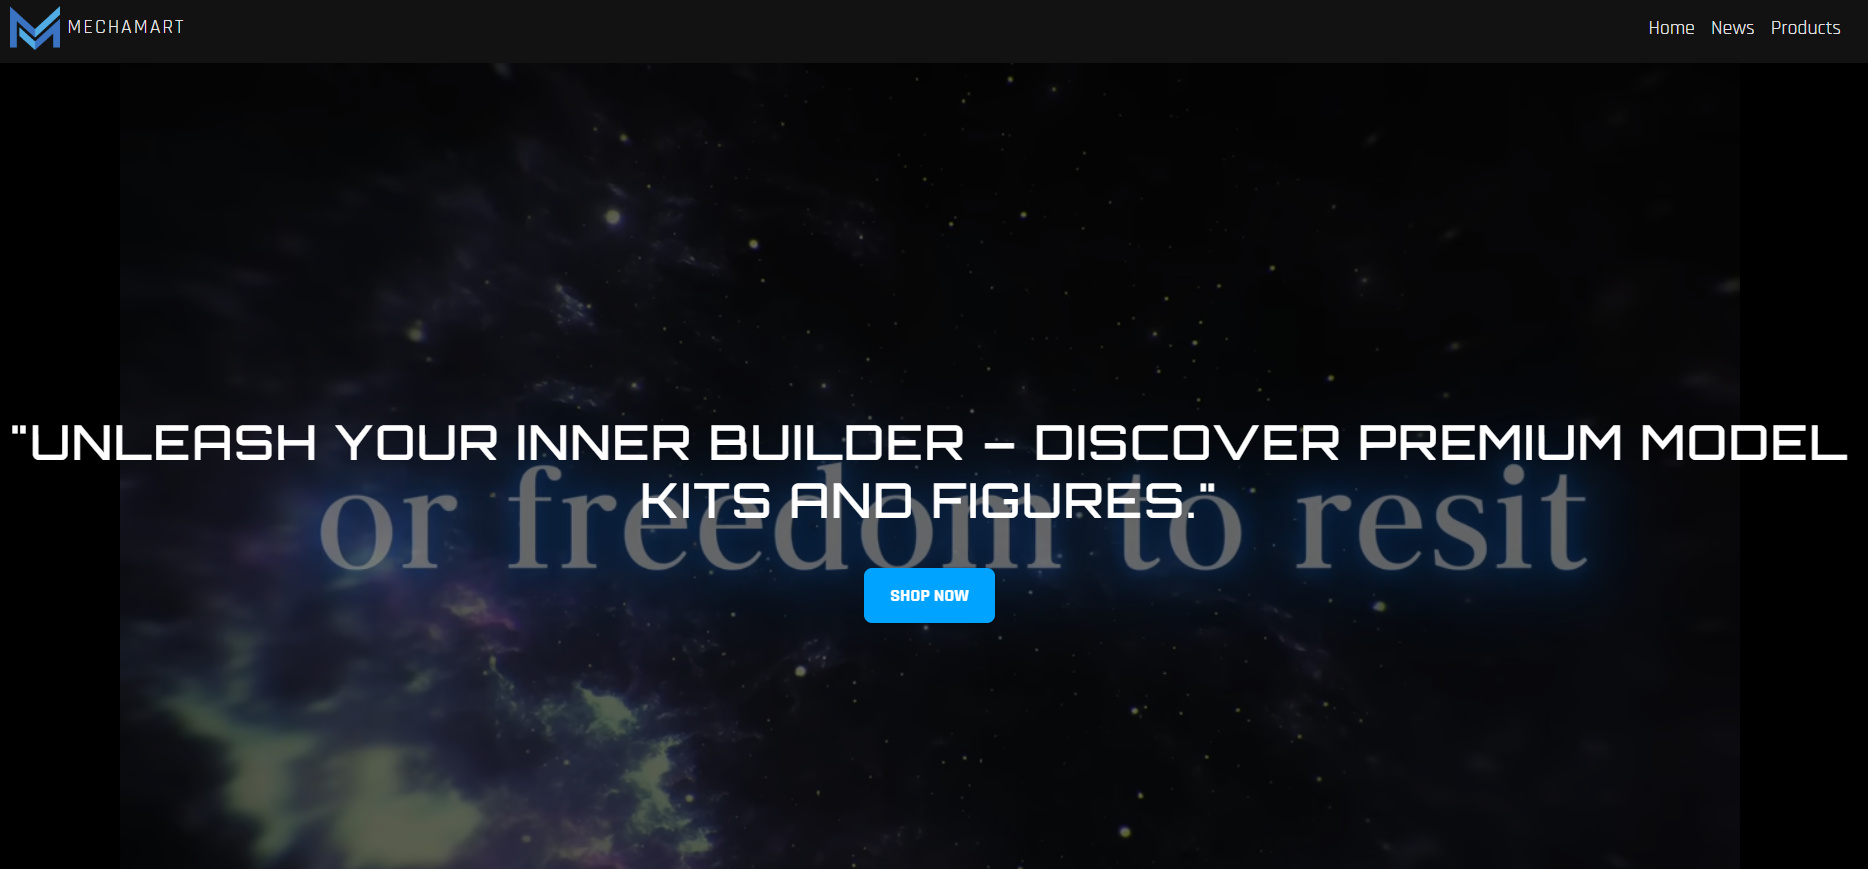 MECHAMART
Home News Products
"UNLEASH YOUR INNER BUILDER – DISCOVER PREMIUM MODEL
KITS AND FIGURES."
or freedom to resit
SHOP NOW